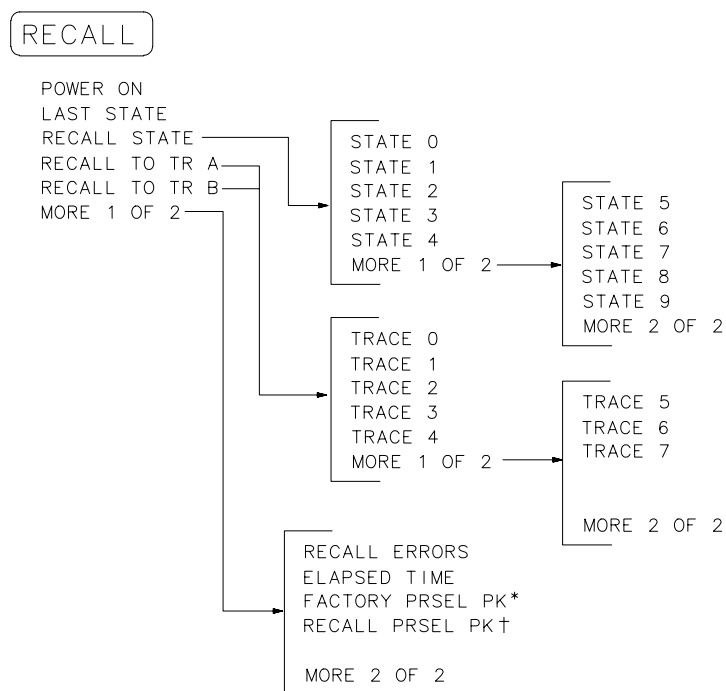 RECALL
POWER ON
LAST STATE
RECALL STATE
RECALL TO TR A
RECALL TO TR B
MORE 1 OF 2
STATE 0
STATE 1
STATE 2
STATE 3
STATE 4
MORE 1 OF 2
STATE 5
STATE 6
STATE 7
STATE 8
STATE 9
MORE 2 OF 2
TRACE 0
TRACE 1
TRACE 2
TRACE 3
TRACE 4
MORE 1 OF 2
TRACE 5
TRACE 6
TRACE 7
MORE 2 OF 2
RECALL ERRORS
ELAPSED TIME
FACTORY PRSEL PK*
RECALL PRSEL PK†
MORE 2 OF 2